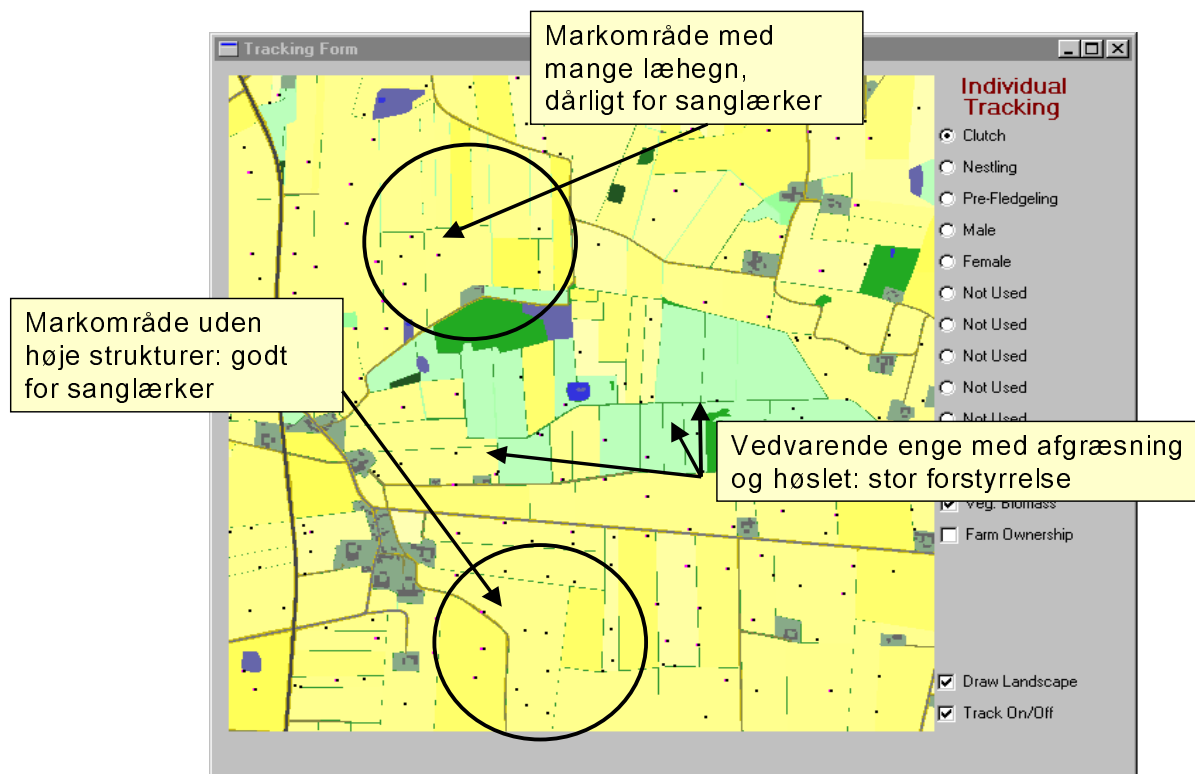 Tracking Form
Markområde med
mange læhegn,
dårligt for sanglærker
Individual
Tracking
Clutch
Nestling
Pre-Fledgeling
Male
Female
Not Used
Not Used
Not Used
Not Used
Not Used
Markområde uden
høje strukturer: godt
for sanglærker
Vedvarende enge med afgræsning
og høslet: stor forstyrrelse
Veg. Biomass
Farm Ownership
Draw Landscape
Track On/Off